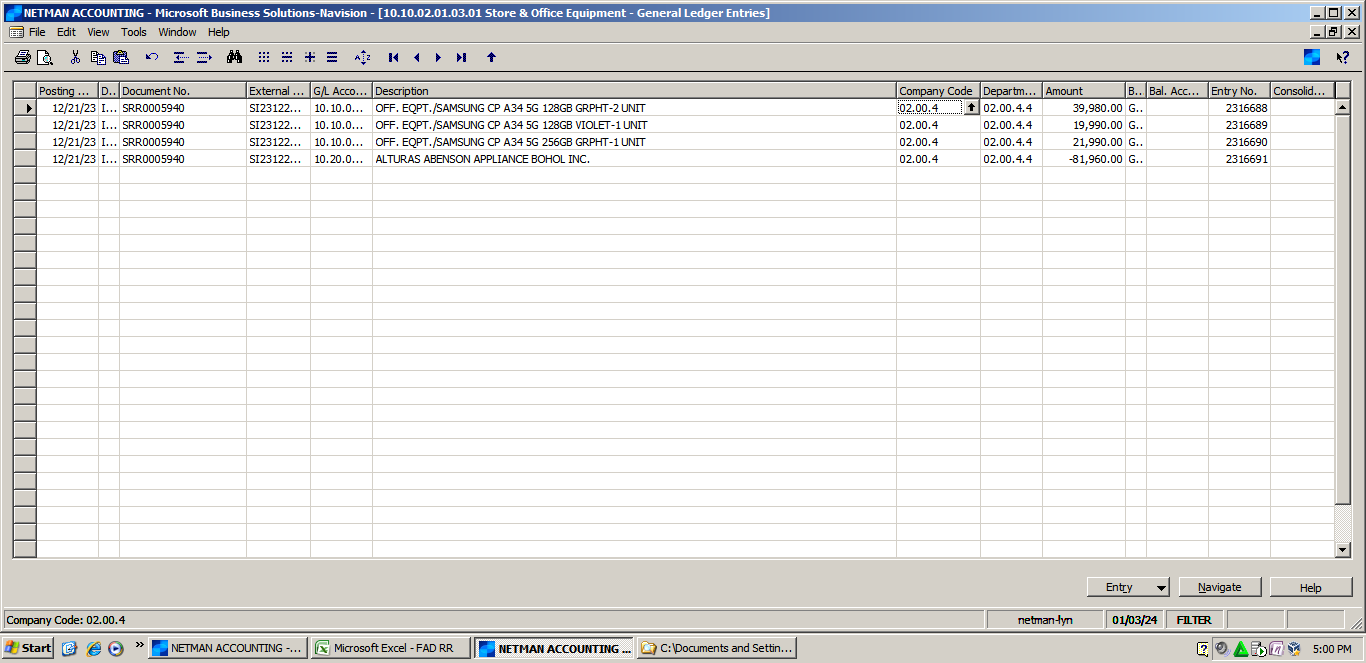 NETMAN ACCOUNTING - Microsoft Business Solutions-Navision - [10.10.02.01.03.01 Store & Office Equipment - General Ledger Entries]
File Edit View Tools Window Help
Posting ... D.. Document No. External ... G/L Acco... Description Company Code Departm... Amount B.. Bal. Acc... Entry No. Consolid...
12/21/23 I... SRR0005940 SI23122... 10.10.0... OFF. EQPT./SAMSUNG CP A34 5G 128GB GRPHT-2 UNIT 02.00.4 02.00.4.4 39,980.00 G.. 2316688
12/21/23 I... SRR0005940 SI23122... 10.10.0... OFF. EQPT./SAMSUNG CP A34 5G 128GB VIOLET-1 UNIT 02.00.4 02.00.4.4 19,990.00 G.. 2316689
12/21/23 I... SRR0005940 SI23122... 10.10.0... OFF. EQPT./SAMSUNG CP A34 5G 256GB GRPHT-1 UNIT 02.00.4 02.00.4.4 21,990.00 G.. 2316690
12/21/23 I... SRR0005940 SI23122... 10.20.0... ALTURAS ABENSON APPLIANCE BOHOL INC. 02.00.4 02.00.4.4 -81,960.00 G.. 2316691
Entry Navigate Help
Company Code: 02.00.4 netman-lyn 01/03/24 FILTER
Start NETMAN ACCOUNTING -... Microsoft Excel - FAD RR NETMAN ACCOUNTING ... C:\Documents and Settin... 5:00 PM